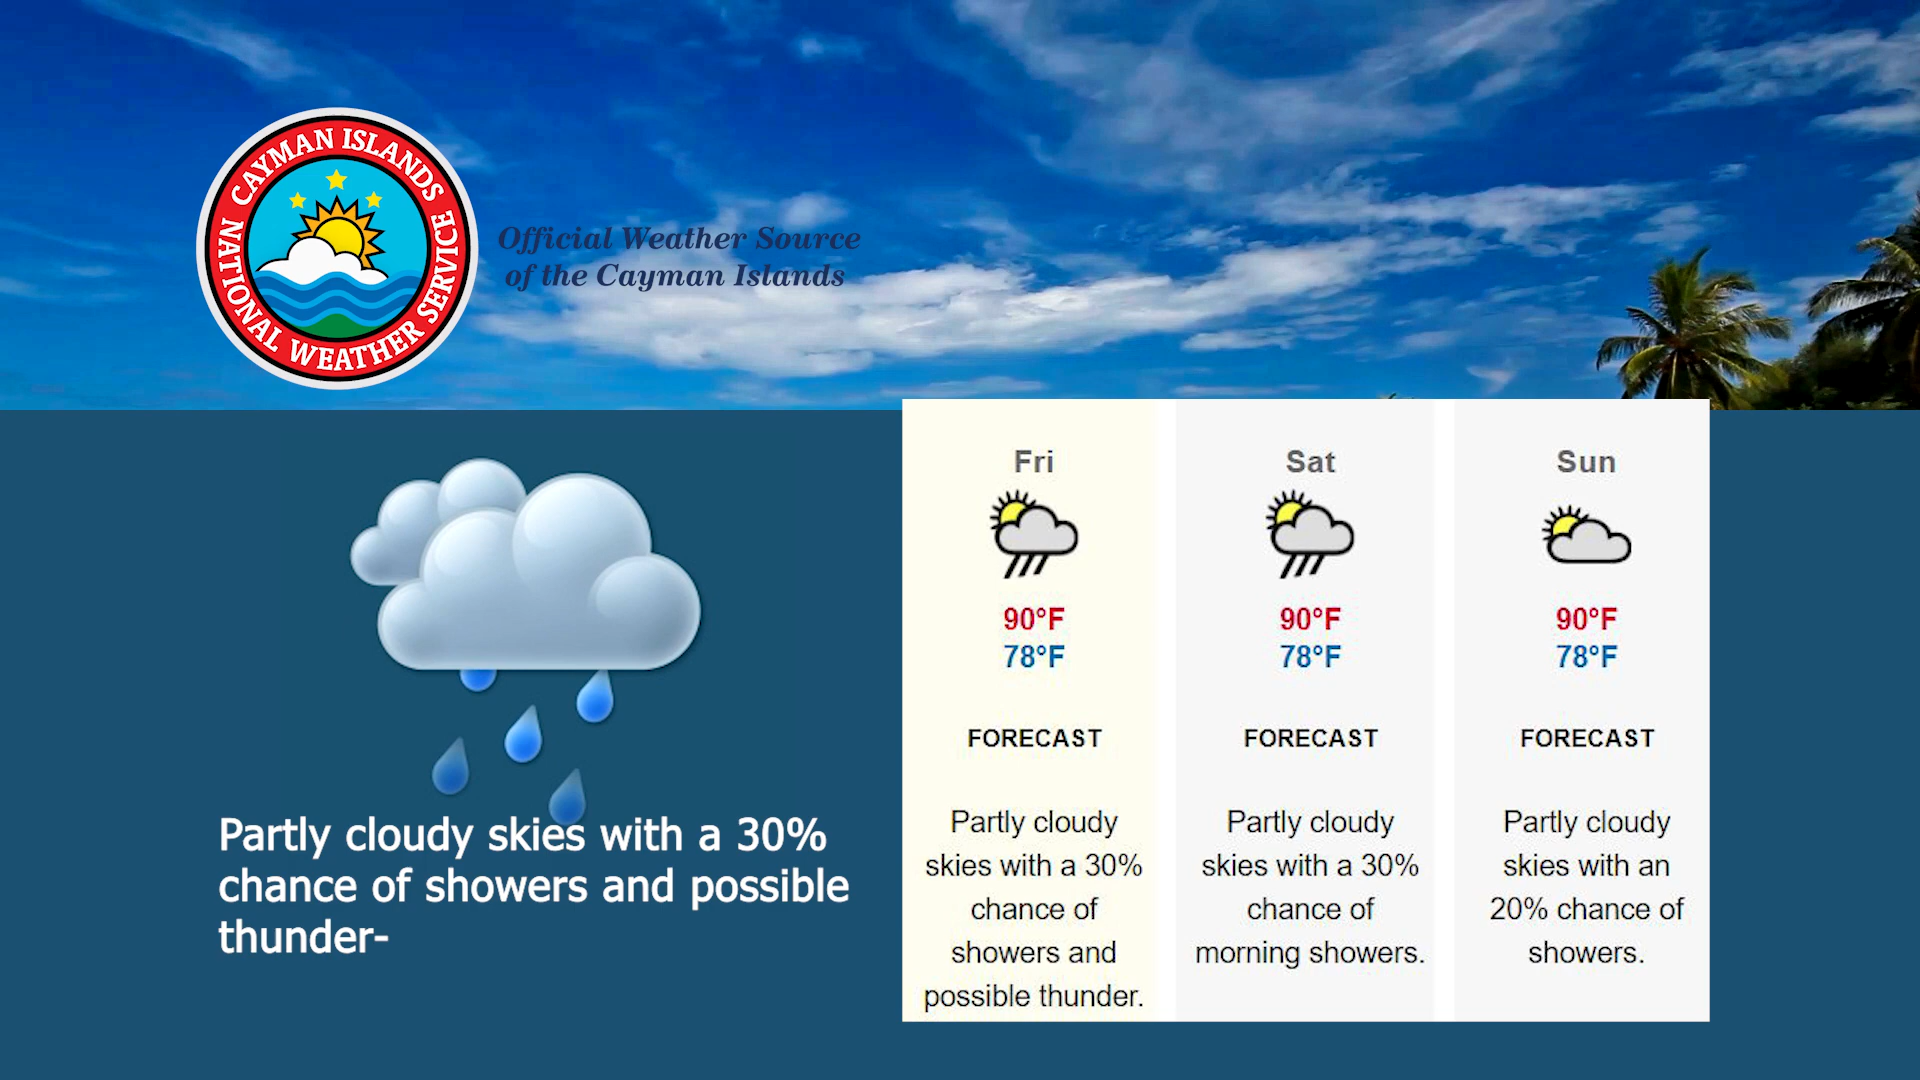 CAYMAN ISLANDS
NATIONAL WEATHER SERVICE
Official Weather Source
of the Cayman Islands
Partly cloudy skies with a 30%
chance of showers and possible
thunder-
Fri
90°F
78°F
FORECAST
Partly cloudy
skies with a 30%
chance of
showers and
possible thunder.
Sat
90°F
78°F
FORECAST
Partly cloudy
skies with a 30%
chance of
morning showers.
Sun
90°F
78°F
FORECAST
Partly cloudy
skies with an
20% chance of
showers.